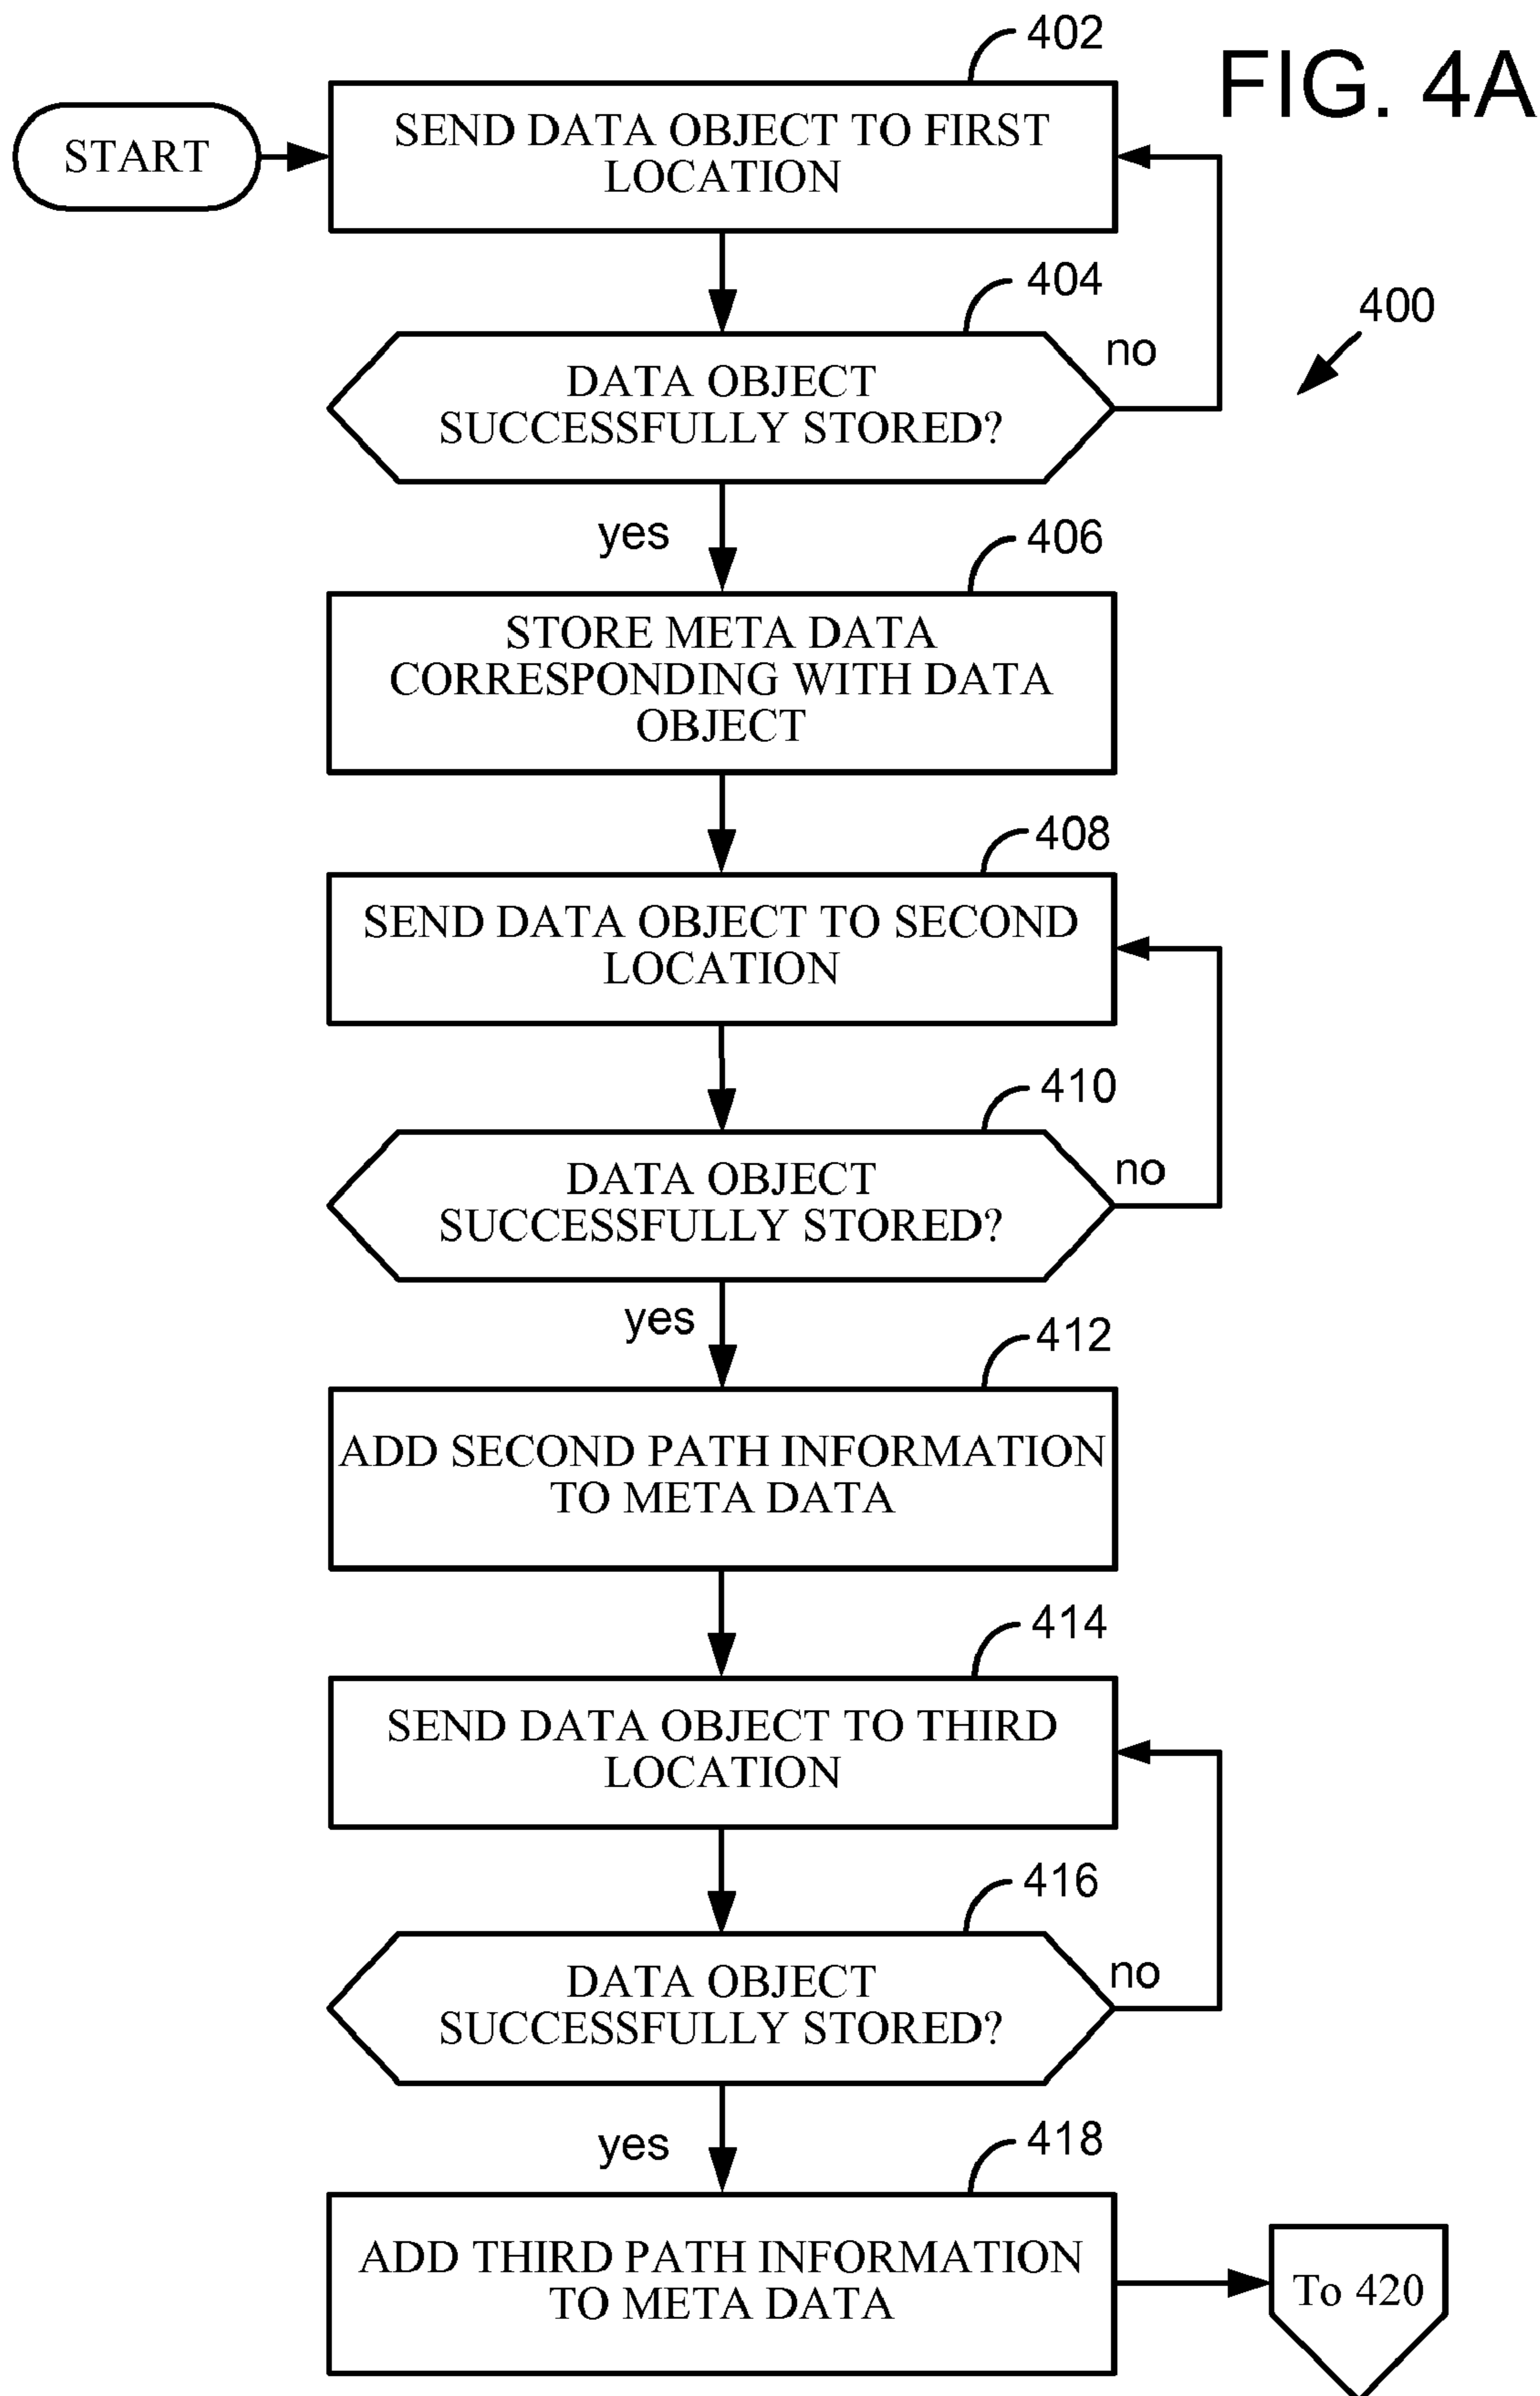 FIG. 4A
402
START
SEND DATA OBJECT TO FIRST
LOCATION
404
400
DATA OBJECT
SUCCESSFULLY STORED?
no
yes
406
STORE META DATA
CORRESPONDING WITH DATA
OBJECT
408
SEND DATA OBJECT TO SECOND
LOCATION
410
DATA OBJECT
SUCCESSFULLY STORED?
no
yes
412
ADD SECOND PATH INFORMATION
TO META DATA
414
SEND DATA OBJECT TO THIRD
LOCATION
416
DATA OBJECT
SUCCESSFULLY STORED?
no
yes
418
ADD THIRD PATH INFORMATION
TO META DATA
To 420